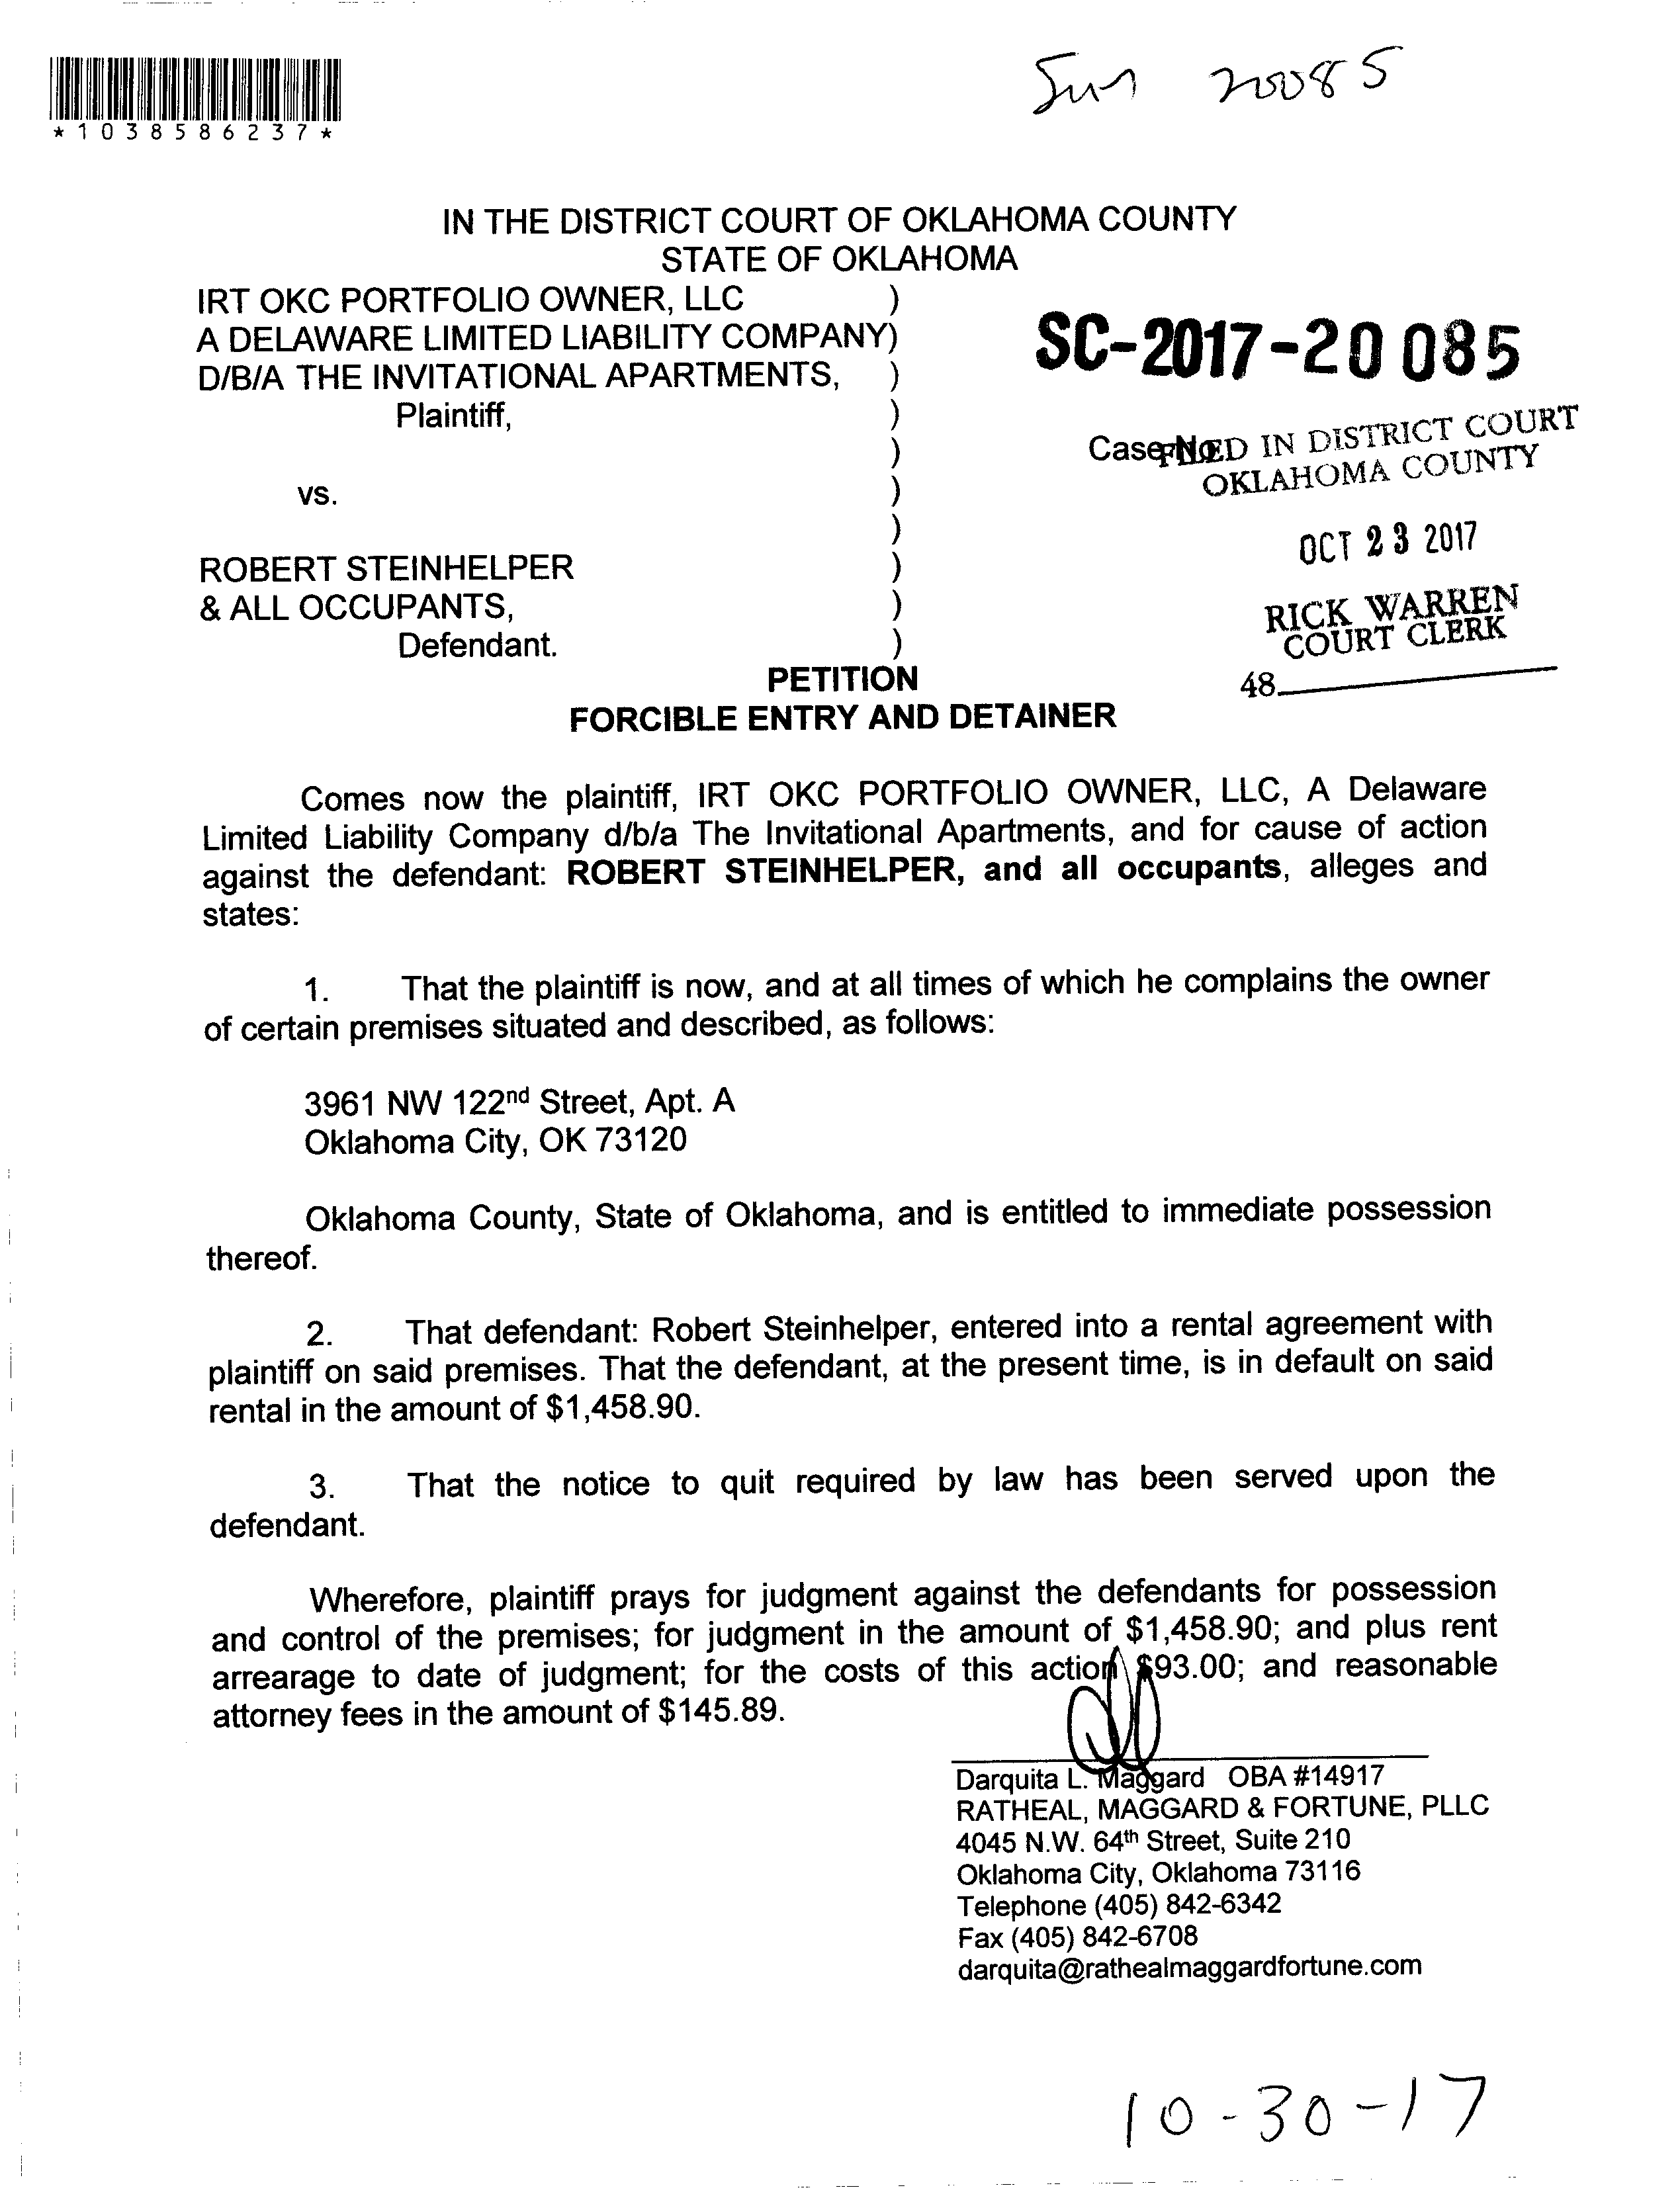 20085
*1038586237*
IN THE DISTRICT COURT OF OKLAHOMA COUNTY
STATE OF OKLAHOMA
IRT OKC PORTFOLIO OWNER, LLC )
A DELAWARE LIMITED LIABILITY COMPANY)
D/B/A THE INVITATIONAL APARTMENTS, )
Plaintiff, )
)
vs. )
)
ROBERT STEINHELPER )
& ALL OCCUPANTS, )
Defendant. )
SC-2017-20085
Case No.
FILED IN DISTRICT COURT
OKLAHOMA COUNTY
OCT 23 2017
RICK WARREN
COURT CLERK
48
PETITION
FORCIBLE ENTRY AND DETAINER
Comes now the plaintiff, IRT OKC PORTFOLIO OWNER, LLC, A Delaware
Limited Liability Company d/b/a The Invitational Apartments, and for cause of action
against the defendant: ROBERT STEINHELPER, and all occupants, alleges and
states:
1. That the plaintiff is now, and at all times of which he complains the owner
of certain premises situated and described, as follows:
3961 NW 122nd Street, Apt. A
Oklahoma City, OK 73120
Oklahoma County, State of Oklahoma, and is entitled to immediate possession
thereof.
2. That defendant: Robert Steinhelper, entered into a rental agreement with
plaintiff on said premises. That the defendant, at the present time, is in default on said
rental in the amount of $1,458.90.
3. That the notice to quit required by law has been served upon the
defendant.
Wherefore, plaintiff prays for judgment against the defendants for possession
and control of the premises; for judgment in the amount of $1,458.90; and plus rent
arrearage to date of judgment; for the costs of this action $93.00; and reasonable
attorney fees in the amount of $145.89.
Darquita L. Maggard OBA #14917
RATHEAL, MAGGARD & FORTUNE, PLLC
4045 N.W. 64th Street, Suite 210
Oklahoma City, Oklahoma 73116
Telephone (405) 842-6342
Fax (405) 842-6708
darquita@rathealmaggardfortune.com
10-30-17